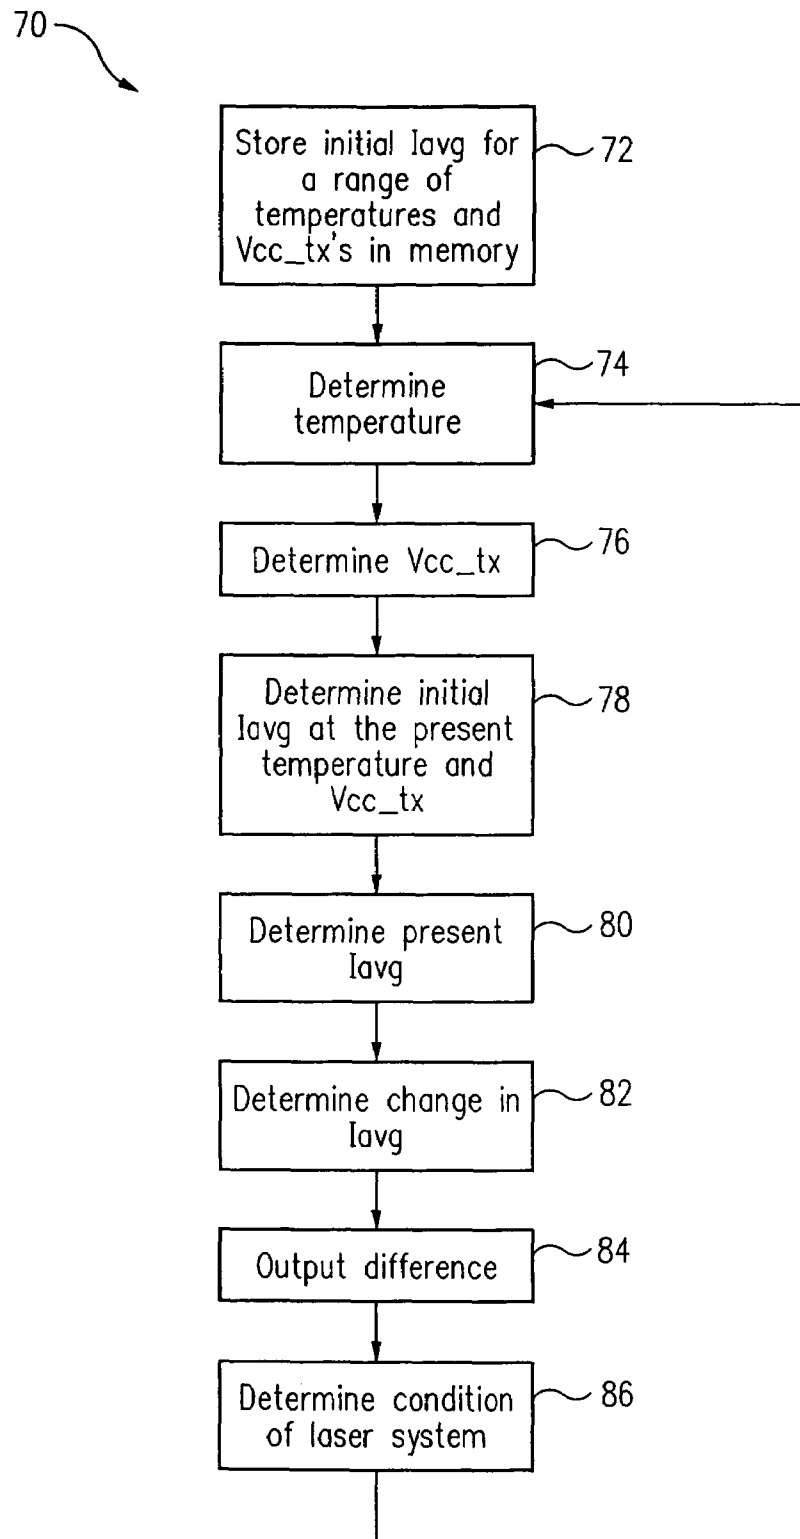 70
Store initial Iavg for
a range of
temperatures and
Vcc_tx's in memory
72
Determine
temperature
74
Determine Vcc_tx
76
Determine initial
Iavg at the present
temperature and
Vcc_tx
78
Determine present
Iavg
80
Determine change in
Iavg
82
Output difference
84
Determine condition
of laser system
86